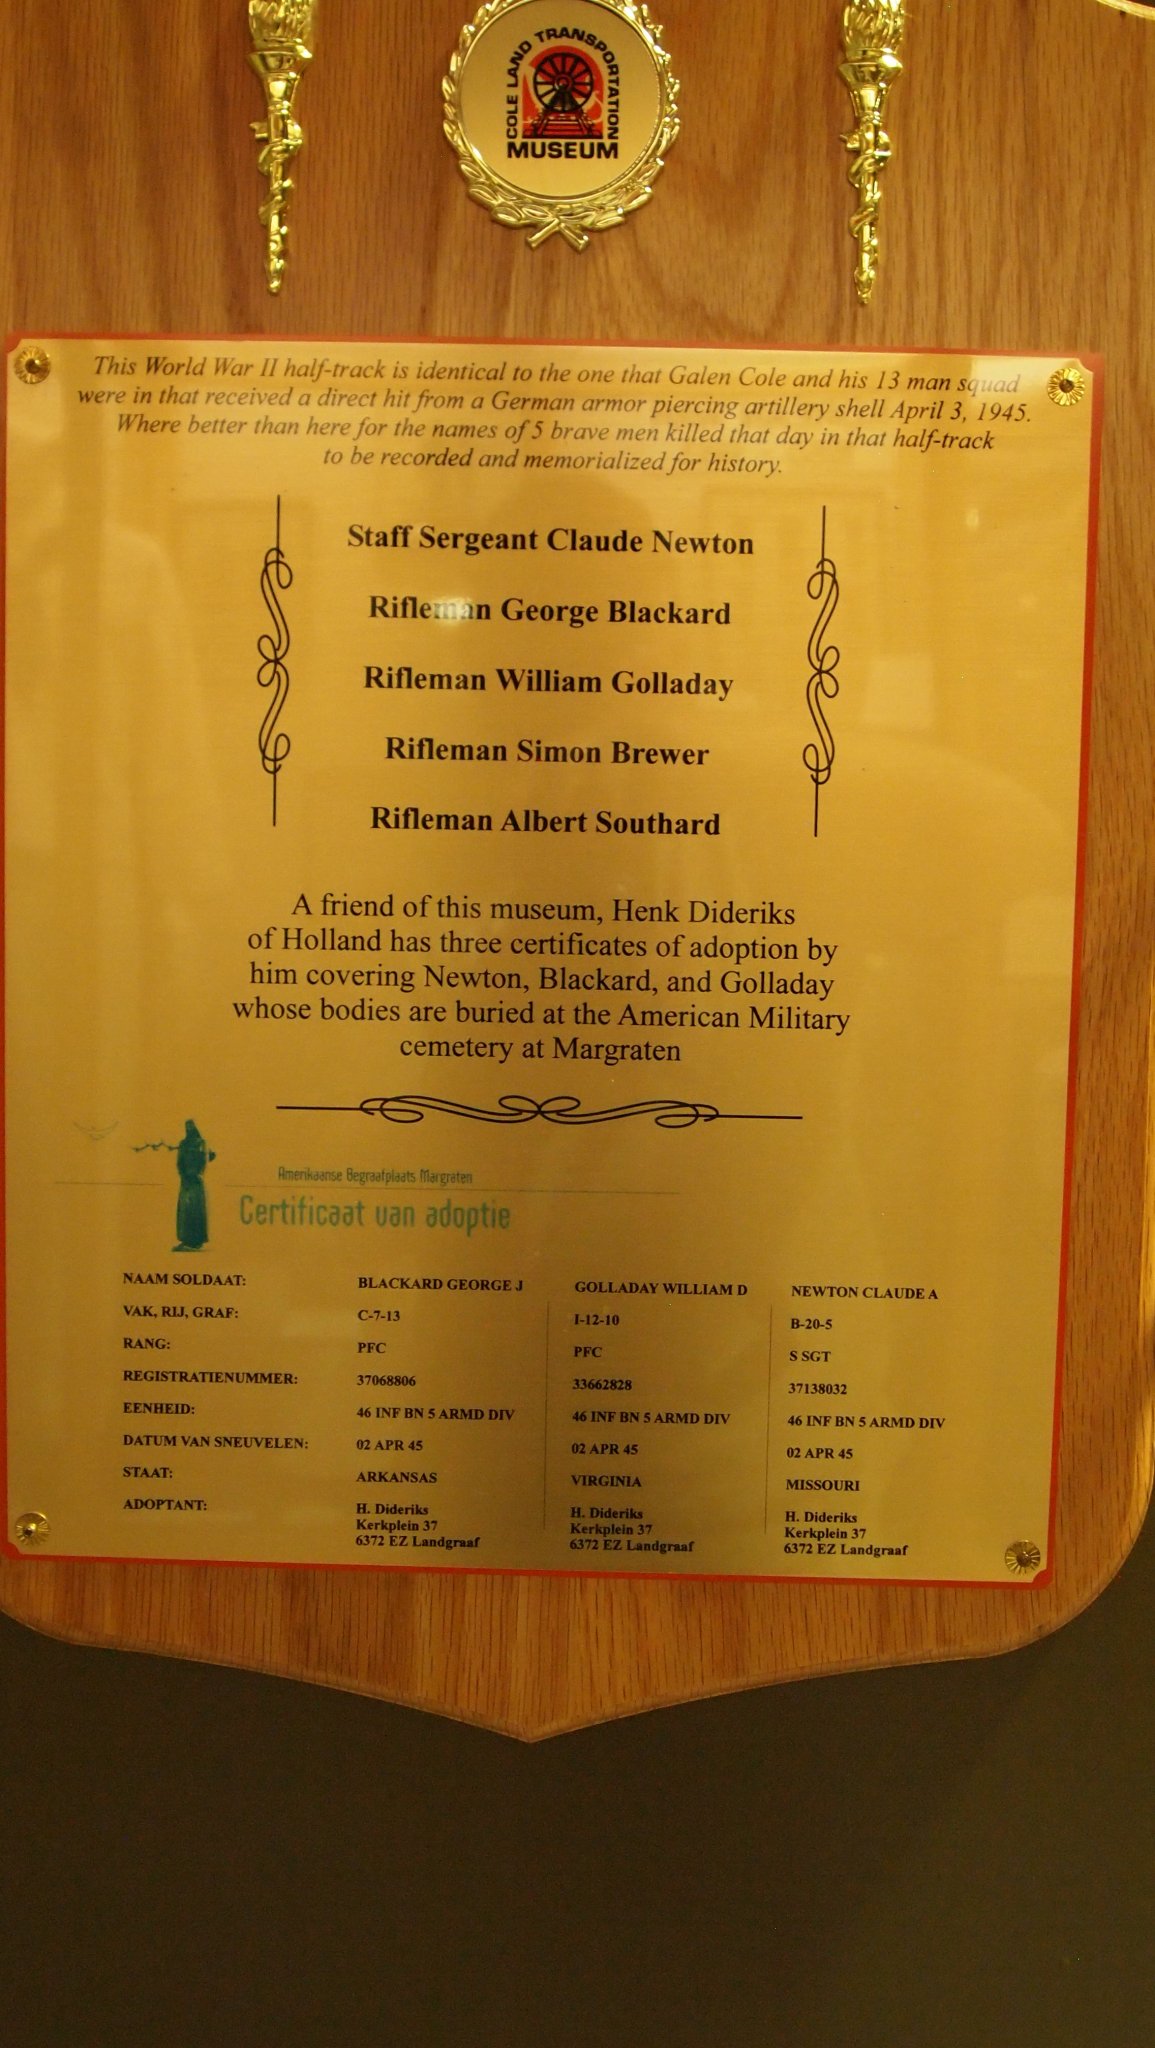 COLE LAND TRANSPORTATION
MUSEUM
This World War II half-track is identical to the one that Galen Cole and his 13 man squad
were in that received a direct hit from a German armor piercing artillery shell April 3, 1945.
Where better than here for the names of 5 brave men killed that day in that half-track
to be recorded and memorialized for history.
Staff Sergeant Claude Newton
Rifleman George Blackard
Rifleman William Golladay
Rifleman Simon Brewer
Rifleman Albert Southard
A friend of this museum, Henk Dideriks
of Holland has three certificates of adoption by
him covering Newton, Blackard, and Golladay
whose bodies are buried at the American Military
cemetery at Margraten
Amerikaanse Begraafplaats Margraten
Certificaat van adoptie
NAAM SOLDAAT: BLACKARD GEORGE J GOLLADAY WILLIAM D NEWTON CLAUDE A
VAK, RIJ, GRAF: C-7-13 I-12-10 B-20-5
RANG: PFC PFC S SGT
REGISTRATIENUMMER: 37068806 33662828 37138032
EENHEID: 46 INF BN 5 ARMD DIV 46 INF BN 5 ARMD DIV 46 INF BN 5 ARMD DIV
DATUM VAN SNEUVELEN: 02 APR 45 02 APR 45 02 APR 45
STAAT: ARKANSAS VIRGINIA MISSOURI
ADOPTANT: H. Dideriks H. Dideriks H. Dideriks
Kerkplein 37 Kerkplein 37 Kerkplein 37
6372 EZ Landgraaf 6372 EZ Landgraaf 6372 EZ Landgraaf